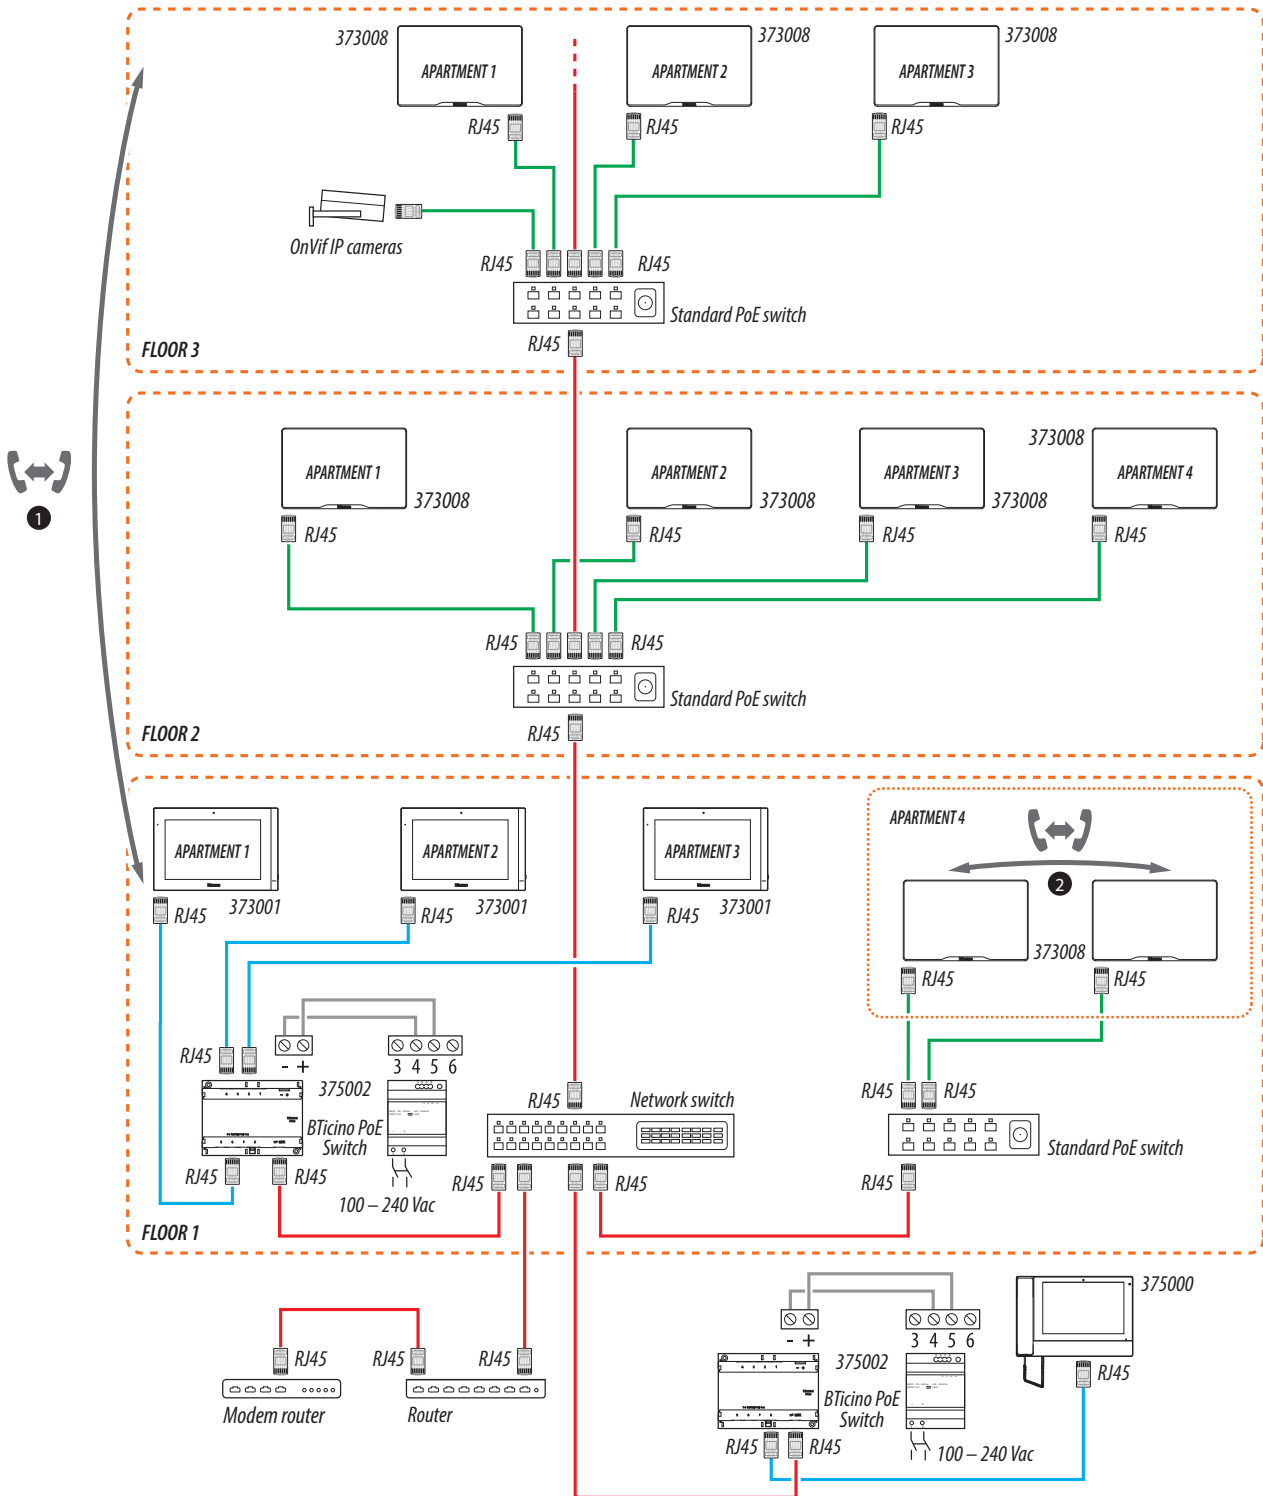 373008
APARTMENT 1
APARTMENT 2
373008
APARTMENT 3
373008
RJ45
RJ45
RJ45
OnVif IP cameras
RJ45
RJ45
Standard PoE switch
RJ45
FLOOR 3
APARTMENT 1
373008
APARTMENT 2
373008
APARTMENT 3
373008
373008
APARTMENT 4
RJ45
RJ45
RJ45
RJ45
1
RJ45
RJ45
Standard PoE switch
RJ45
FLOOR 2
APARTMENT 1
APARTMENT 2
APARTMENT 3
APARTMENT 4
2
373001
373001
373001
RJ45
RJ45
RJ45
373008
RJ45
RJ45
RJ45
- +
3 4 5 6
375002
BTicino PoE
Switch
RJ45
RJ45
100 – 240 Vac
RJ45
Network switch
RJ45
RJ45
RJ45
RJ45
Standard PoE switch
RJ45
FLOOR 1
RJ45
RJ45
RJ45
Modem router
Router
- +
3 4 5 6
375002
BTicino PoE
Switch
RJ45
RJ45
100 – 240 Vac
375000
RJ45